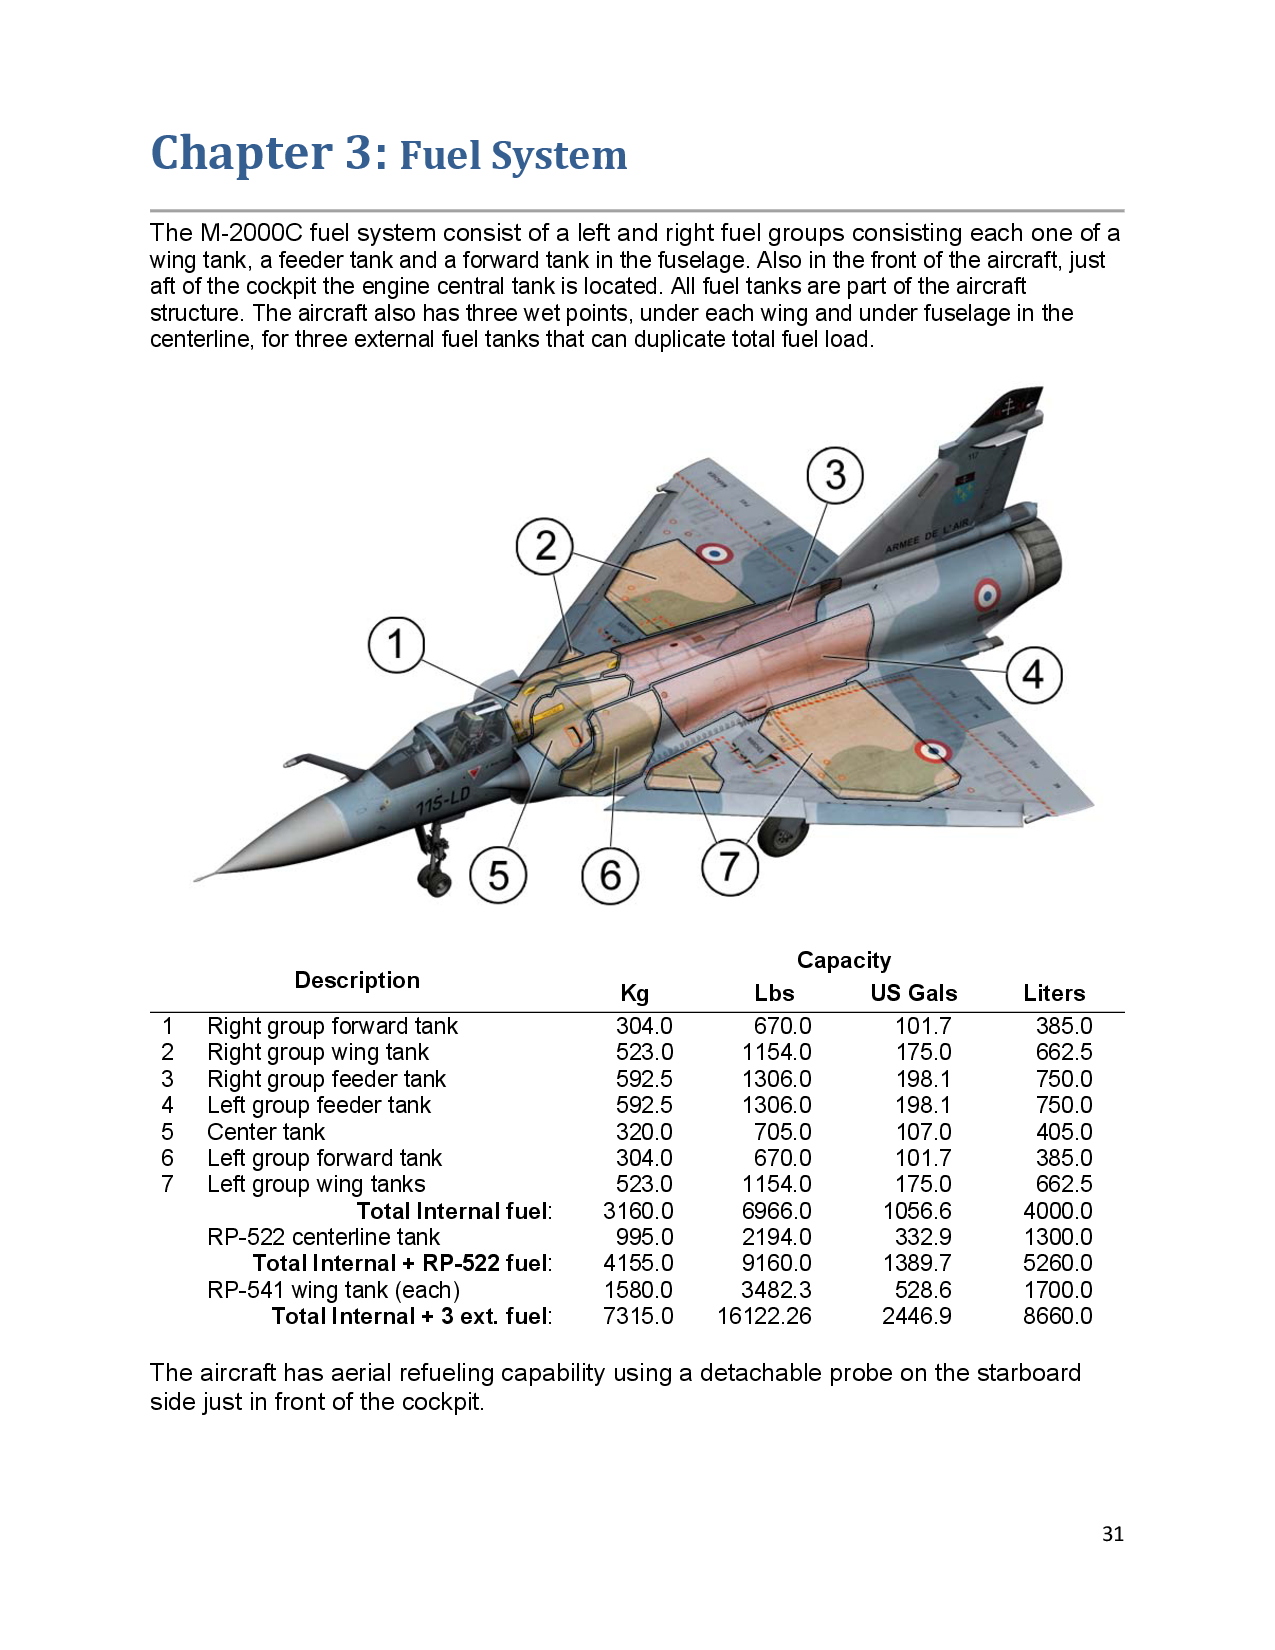 Chapter 3: Fuel System
The M-2000C fuel system consist of a left and right fuel groups consisting each one of a
wing tank, a feeder tank and a forward tank in the fuselage. Also in the front of the aircraft, just
aft of the cockpit the engine central tank is located. All fuel tanks are part of the aircraft
structure. The aircraft also has three wet points, under each wing and under fuselage in the
centerline, for three external fuel tanks that can duplicate total fuel load.
3
2
1
4
5
6
7
117
ARMEE DE L'AIR
115-LD
Description
Capacity
Kg Lbs US Gals Liters
1 Right group forward tank 304.0 670.0 101.7 385.0
2 Right group wing tank 523.0 1154.0 175.0 662.5
3 Right group feeder tank 592.5 1306.0 198.1 750.0
4 Left group feeder tank 592.5 1306.0 198.1 750.0
5 Center tank 320.0 705.0 107.0 405.0
6 Left group forward tank 304.0 670.0 101.7 385.0
7 Left group wing tanks 523.0 1154.0 175.0 662.5
Total Internal fuel: 3160.0 6966.0 1056.6 4000.0
RP-522 centerline tank 995.0 2194.0 332.9 1300.0
Total Internal + RP-522 fuel: 4155.0 9160.0 1389.7 5260.0
RP-541 wing tank (each) 1580.0 3482.3 528.6 1700.0
Total Internal + 3 ext. fuel: 7315.0 16122.26 2446.9 8660.0
The aircraft has aerial refueling capability using a detachable probe on the starboard
side just in front of the cockpit.
31